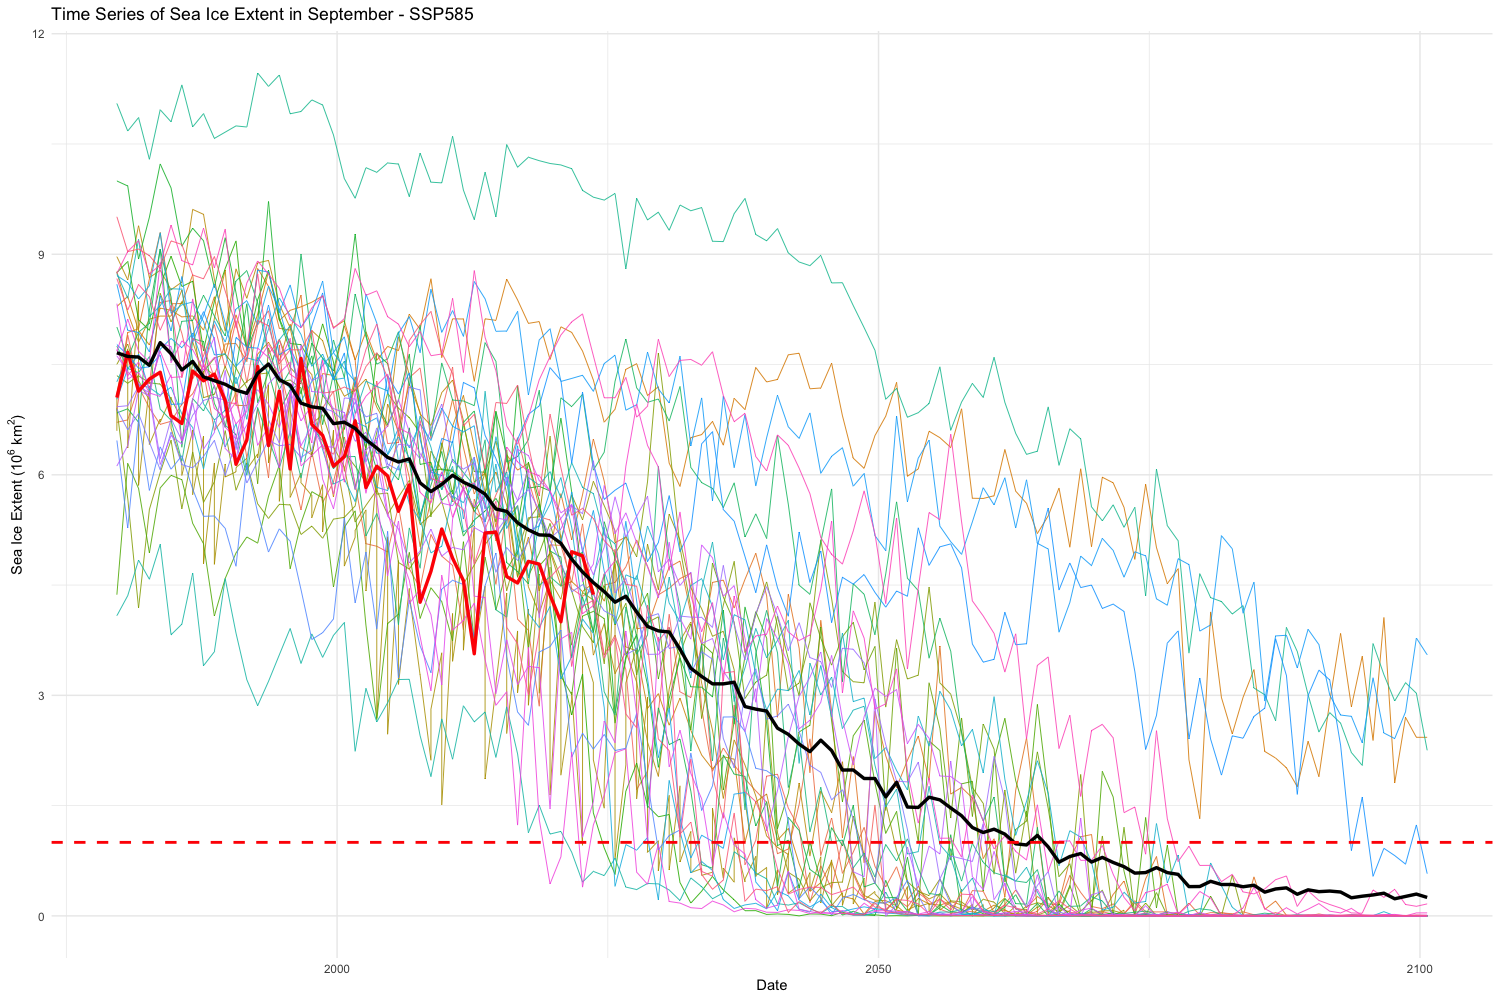 Time Series of Sea Ice Extent in September - SSP585
Sea Ice Extent (10⁶ km²)
12
9
6
3
0
2000
2050
2100
Date